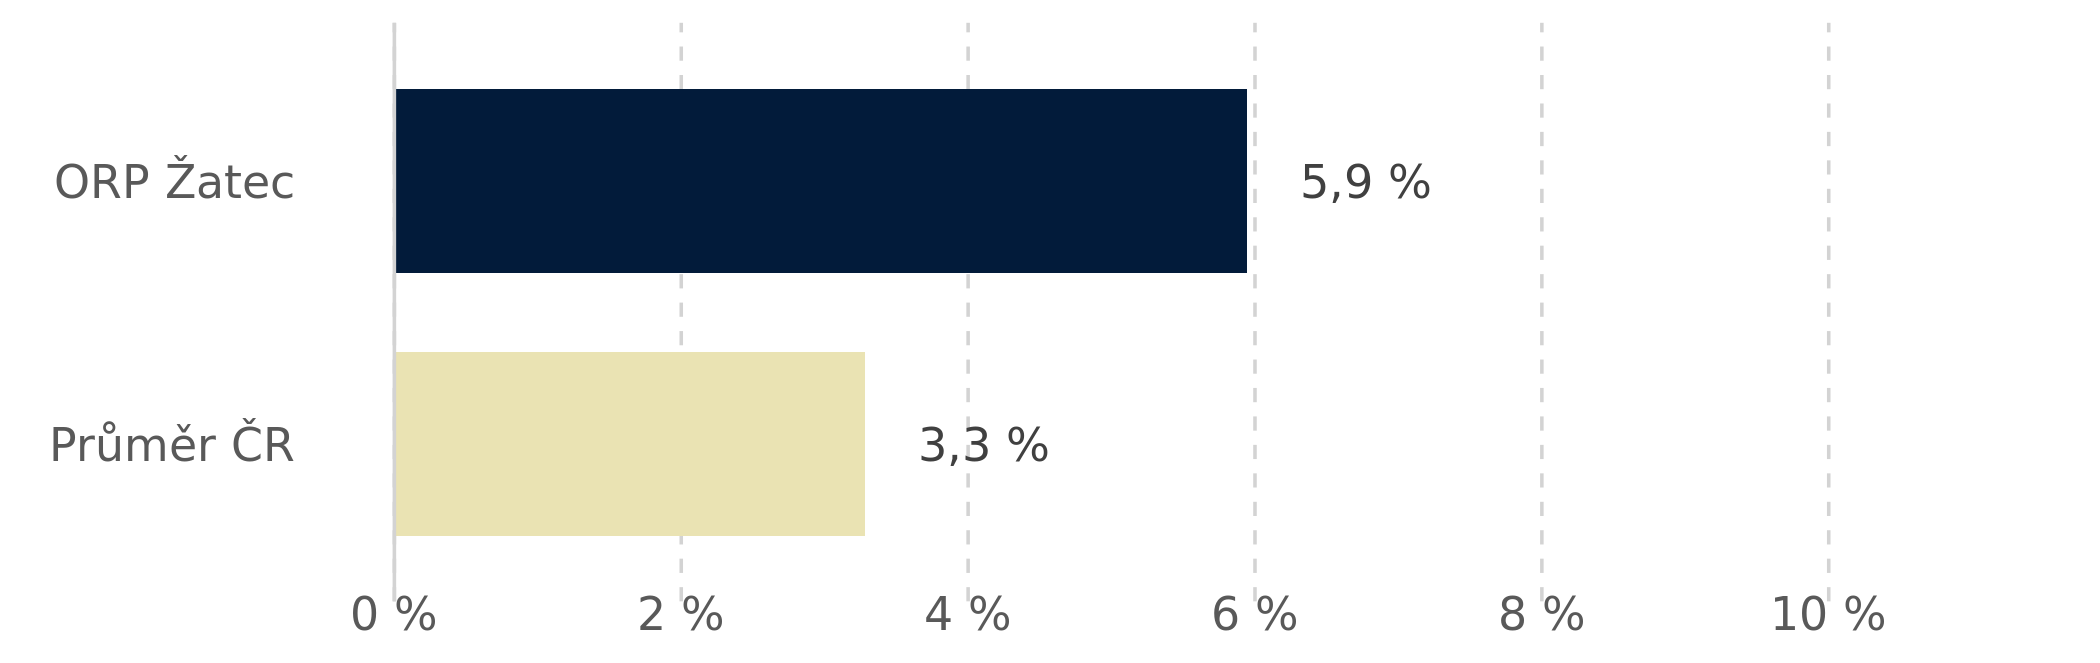 ORP Žatec 5,9 %
Průměr ČR 3,3 %
0 % 2 % 4 % 6 % 8 % 10 %